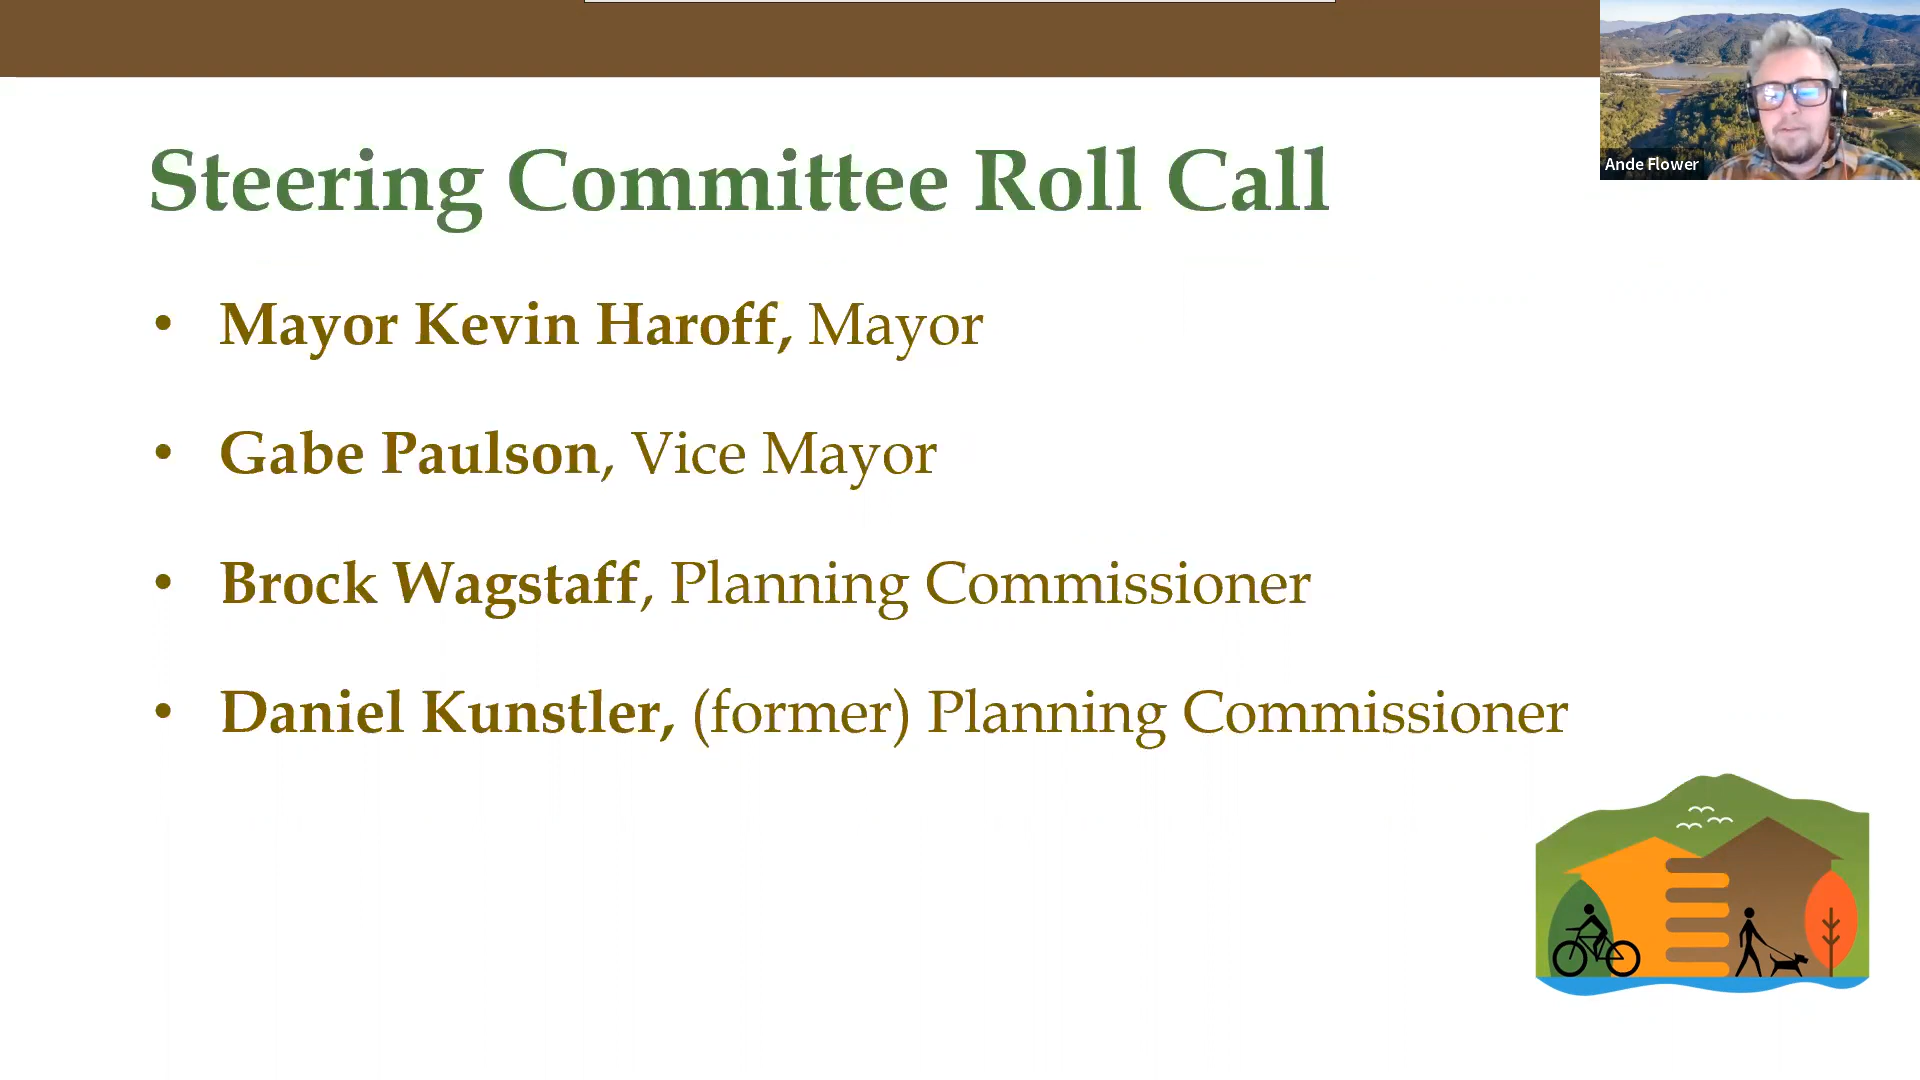 Steering Committee Roll Call
• Mayor Kevin Haroff, Mayor
• Gabe Paulson, Vice Mayor
• Brock Wagstaff, Planning Commissioner
• Daniel Kunstler, (former) Planning Commissioner
Ande Flower